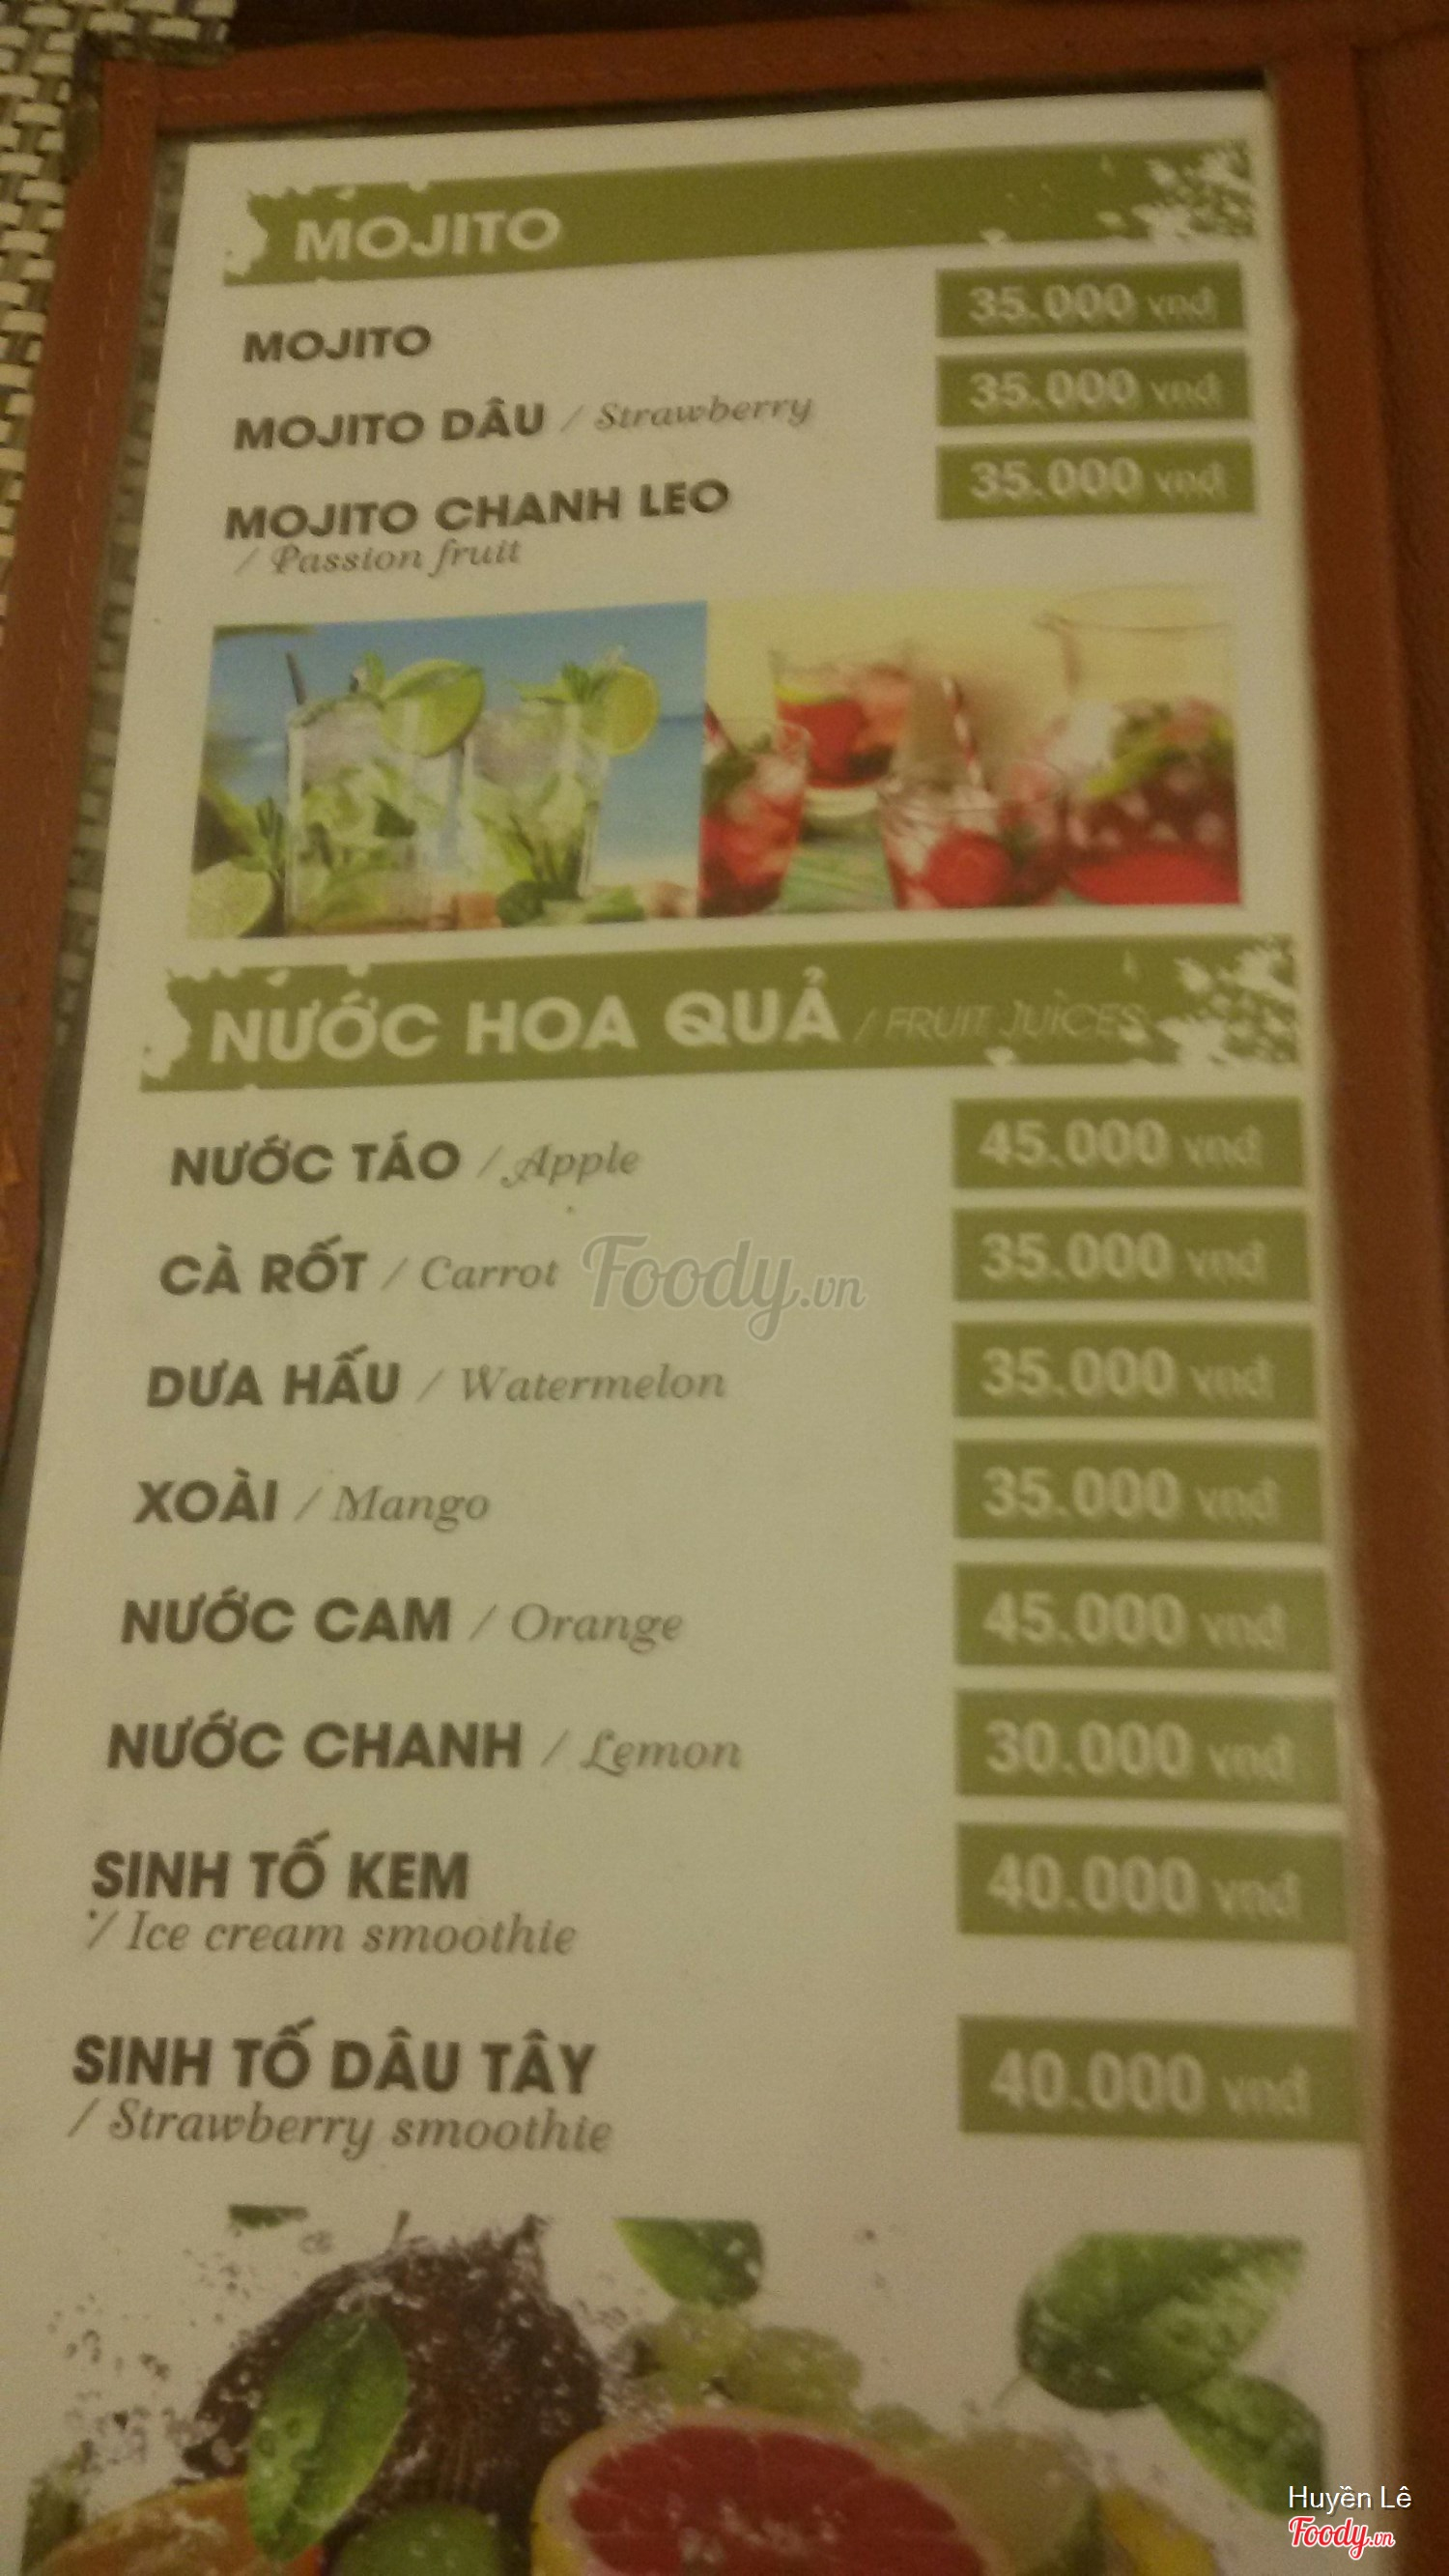 MOJITO
MOJITO 35.000 vnđ
MOJITO DÂU / Strawberry 35.000 vnđ
MOJITO CHANH LEO 35.000 vnđ
/ Passion fruit
NƯỚC HOA QUẢ / FRUIT JUICES
NƯỚC TÁO / Apple 45.000 vnđ
CÀ RỐT / Carrot 35.000 vnđ
Foody.vn
DƯA HẤU / Watermelon 35.000 vnđ
XOÀI / Mango 35.000 vnđ
NƯỚC CAM / Orange 45.000 vnđ
NƯỚC CHANH / Lemon 30.000 vnđ
SINH TỐ KEM 40.000 vnđ
/ Ice cream smoothie
SINH TỐ DÂU TÂY 40.000 vnđ
/ Strawberry smoothie
Huyền Lê
Foody.vn